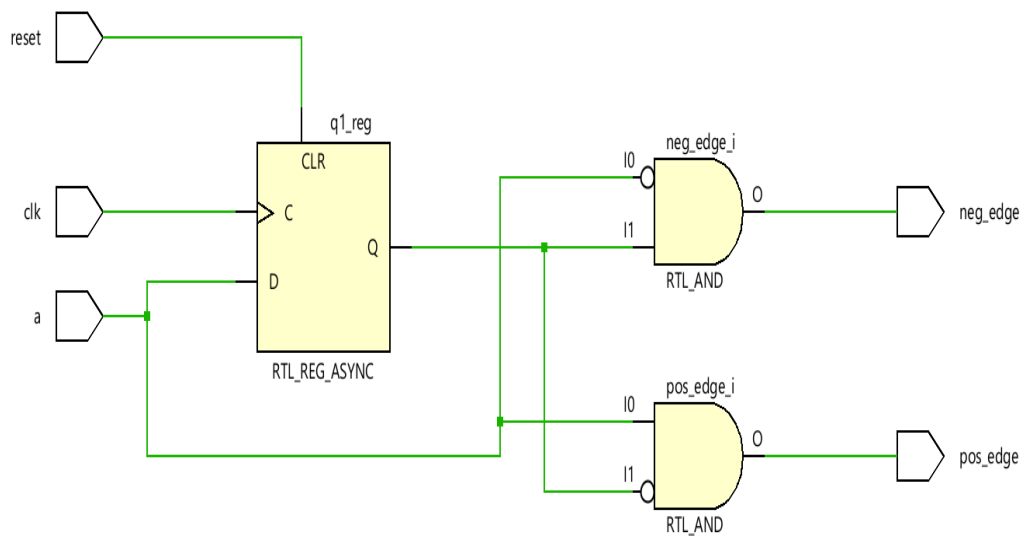 reset
q1_reg
CLR
clk
C
Q
D
a
RTL_REG_ASYNC
neg_edge_i
I0
O
neg_edge
I1
RTL_AND
pos_edge_i
I0
O
pos_edge
I1
RTL_AND